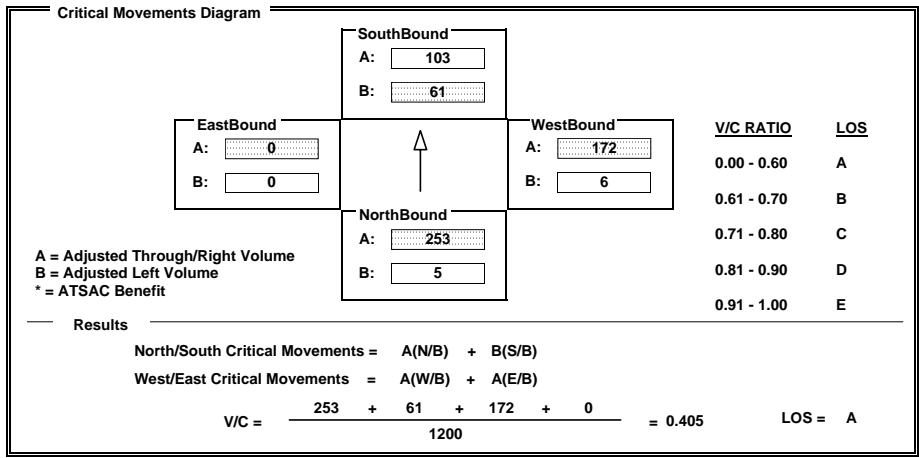 Critical Movements Diagram
SouthBound
A: 103
B: 61
EastBound
A: 0
B: 0
WestBound
A: 172
B: 6
NorthBound
A: 253
B: 5
A = Adjusted Through/Right Volume
B = Adjusted Left Volume
* = ATSAC Benefit
V/C RATIO LOS
0.00 - 0.60 A
0.61 - 0.70 B
0.71 - 0.80 C
0.81 - 0.90 D
0.91 - 1.00 E
Results
North/South Critical Movements = A(N/B) + B(S/B)
West/East Critical Movements = A(W/B) + A(E/B)
V/C = 253 + 61 + 172 + 0 = 0.405 LOS = A
1200